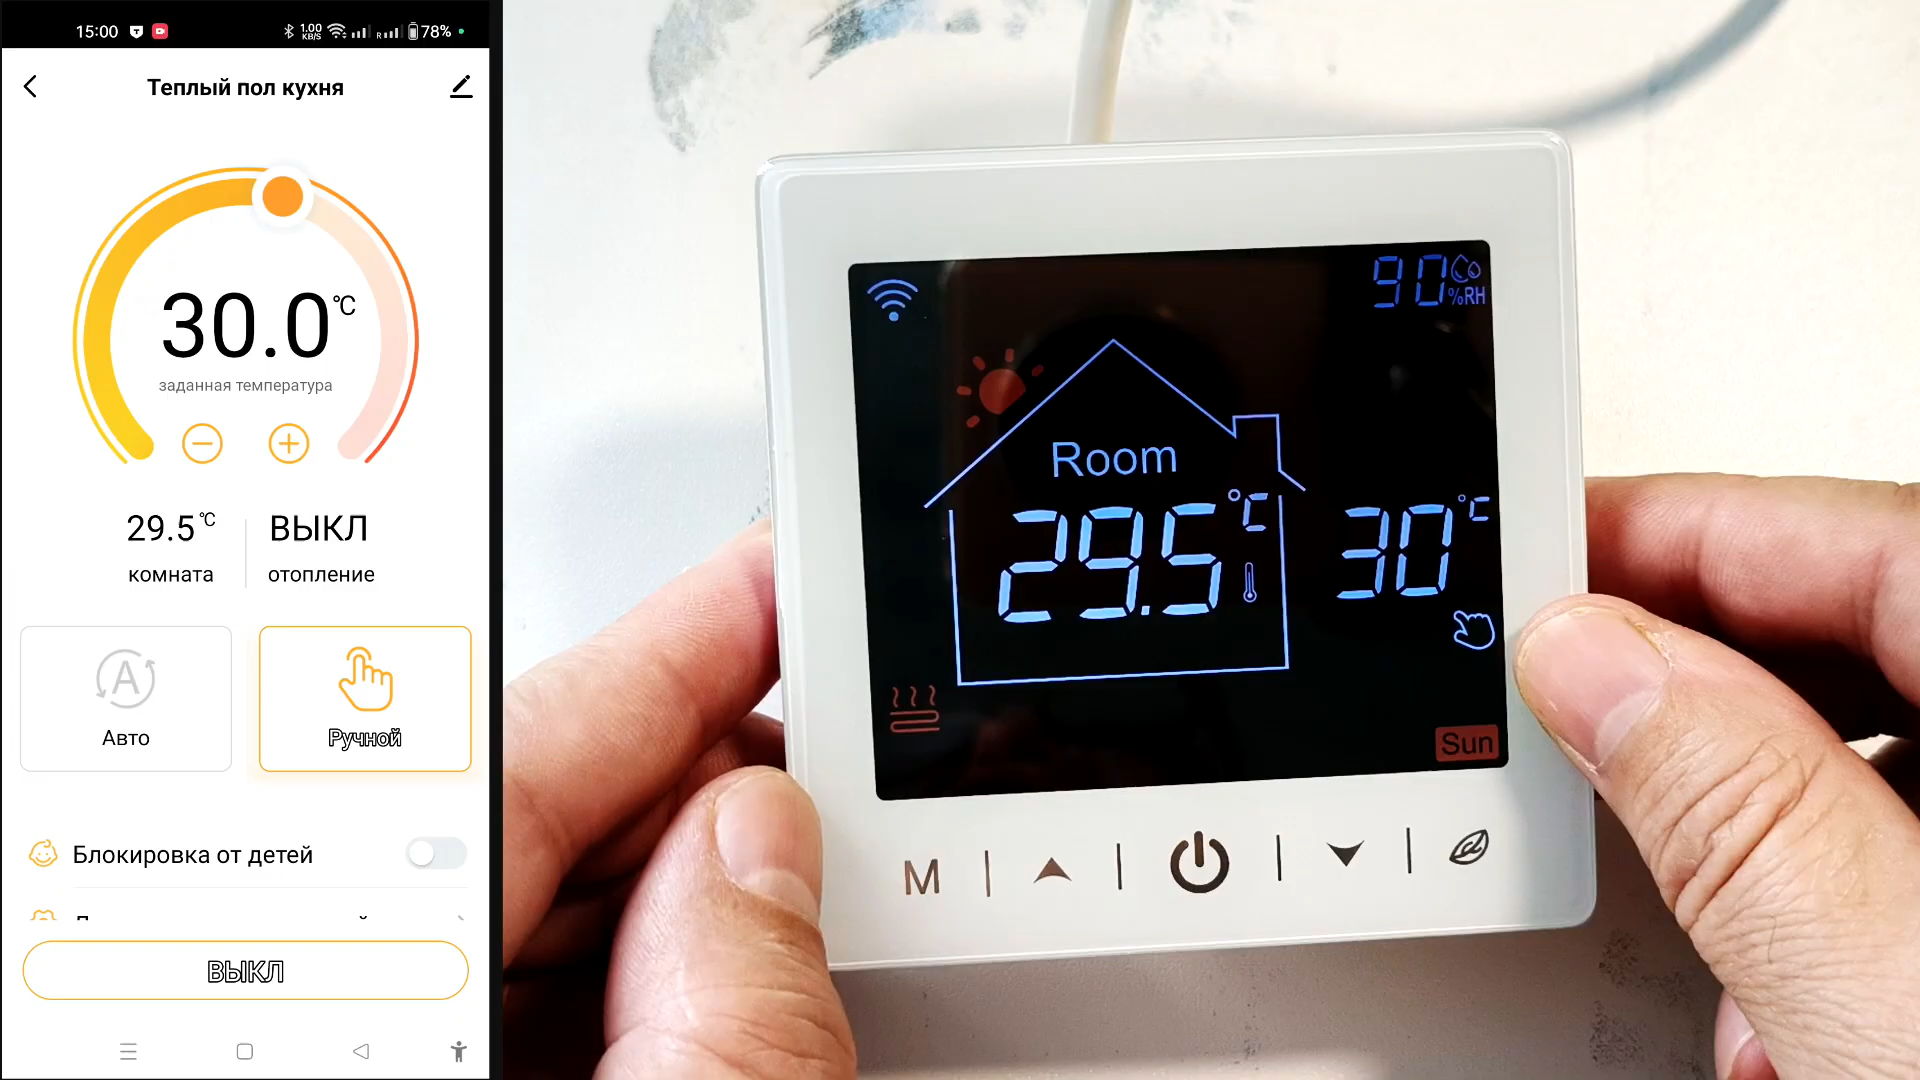 15:00
1.00 KB/S
R
78%
Теплый пол кухня
30.0 °C
заданная температура
29.5 °C
комната
ВЫКЛ
отопление
A
Авто
Ручной
Блокировка от детей
ВЫКЛ
90 %RH
Room
29.5 °C
30 °C
Sun
M